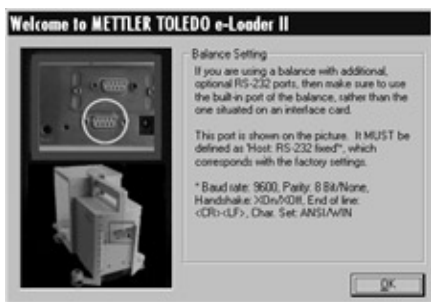 Welcome to METTLER TOLEDO e-Loader II
Balance Setting
If you are using a balance with additional,
optional RS-232 ports, then make sure to use
the built-in port of the balance, rather than the
one situated on an interface card.
This port is shown on the picture. It MUST be
defined as 'Host: RS-232 fixed*', which
corresponds with the factory settings.
* Baud rate: 9600, Parity: 8 Bit/None,
Handshake: XOn/XOff, End of line:
<CR><LF>, Char. Set: ANSI/WIN
OK